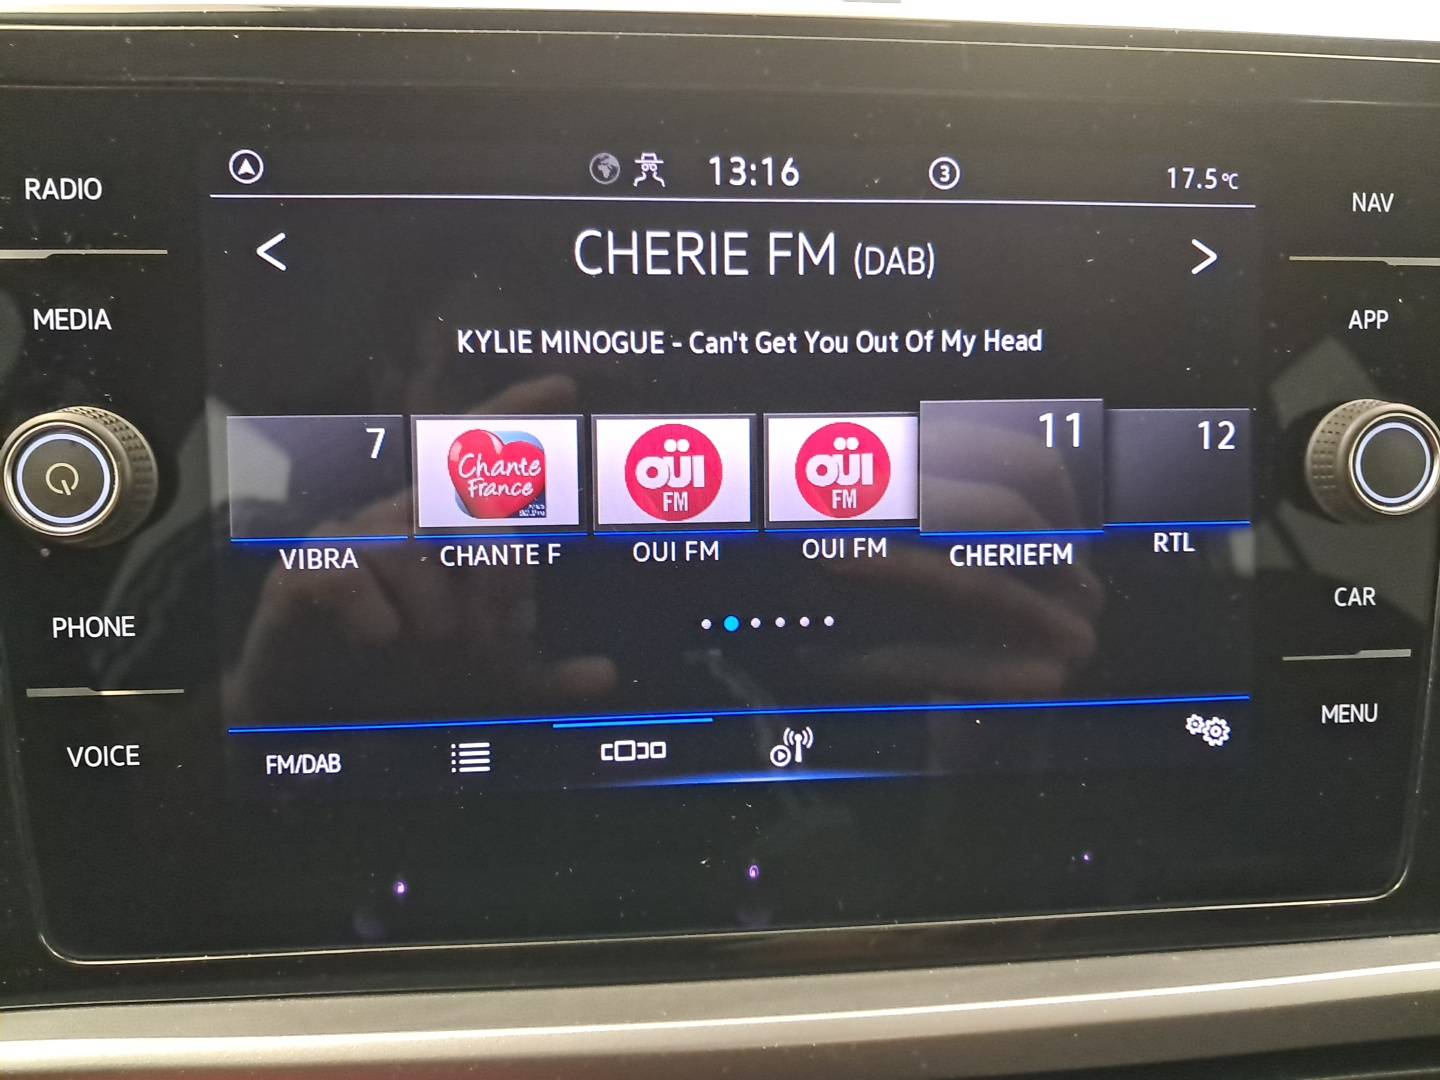 RADIO
MEDIA
PHONE
VOICE
13:16
3
17.5°C
< CHERIE FM (DAB) >
KYLIE MINOGUE - Can't Get You Out Of My Head
7
Chante
France
OÜI
FM
OÜI
FM
11
12
VIBRA
CHANTE F
OUI FM
OUI FM
CHERIEFM
RTL
FM/DAB
NAV
APP
CAR
MENU